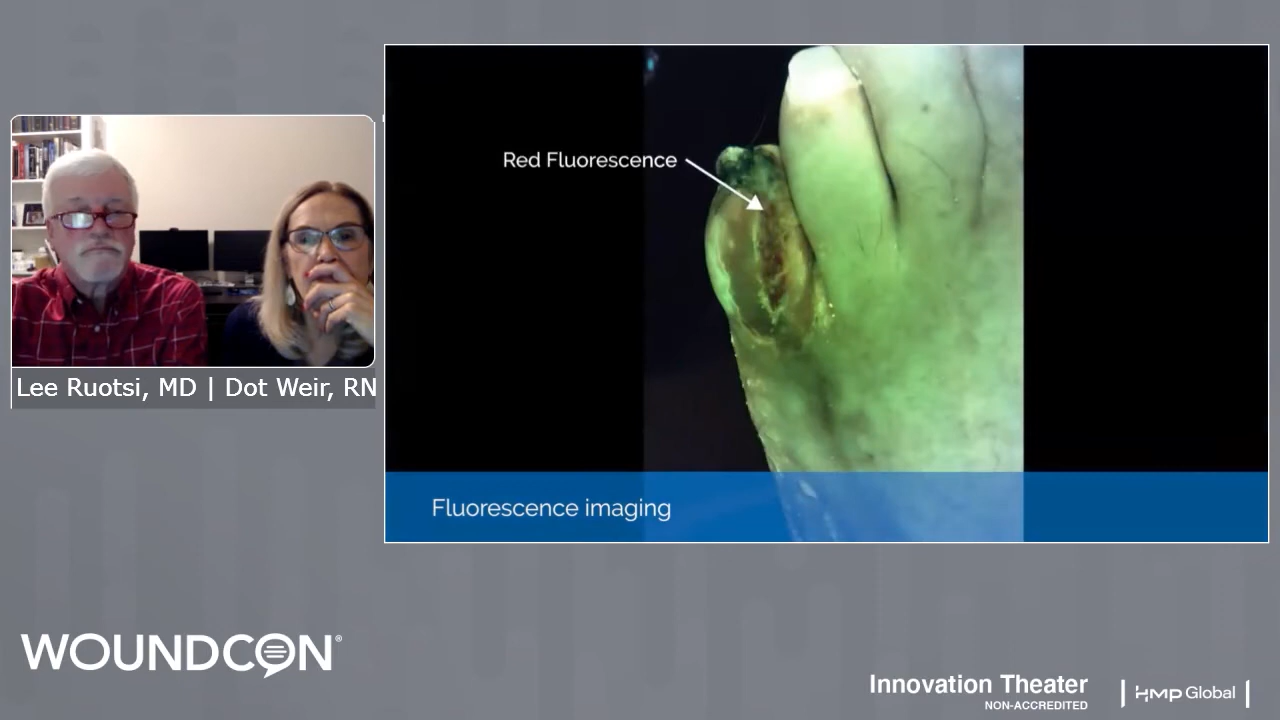 Red Fluorescence
Lee Ruotsi, MD | Dot Weir, RN
Fluorescence imaging
WOUNDCON®
Innovation Theater
NON-ACCREDITED
HMP Global